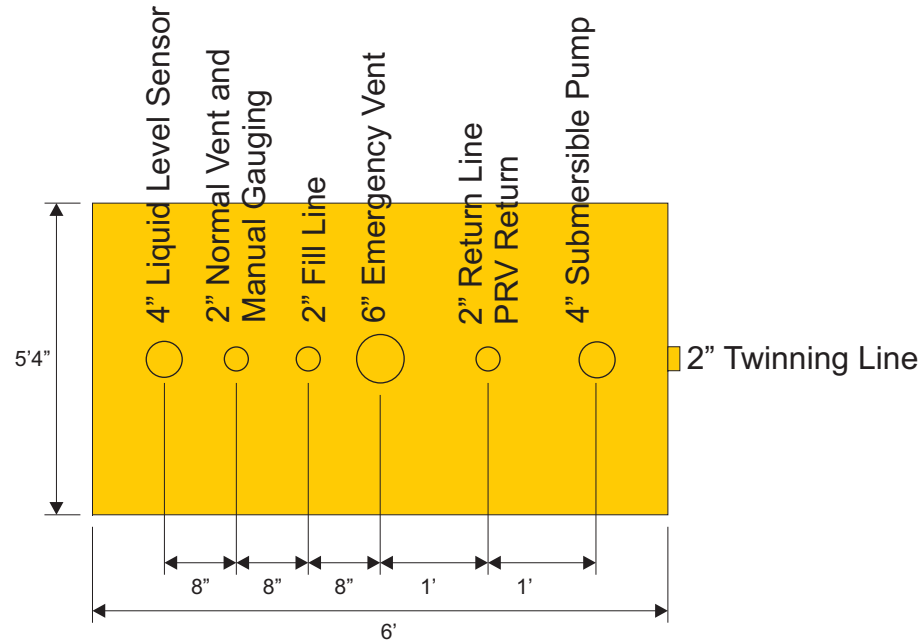 4” Liquid Level Sensor
2” Normal Vent and
Manual Gauging
2” Fill Line
6” Emergency Vent
2” Return Line
PRV Return
4” Submersible Pump
5’4”
2” Twinning Line
8”
8”
8”
1’
1’
6’